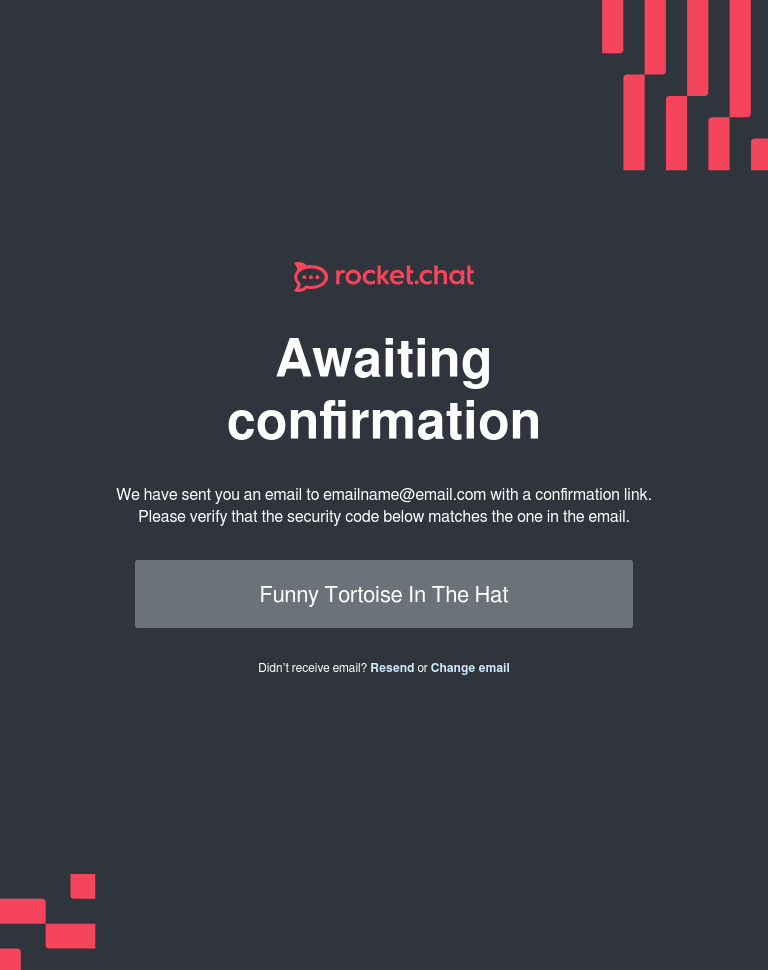 rocket.chat
Awaiting
confirmation
We have sent you an email to emailname@email.com with a confirmation link.
Please verify that the security code below matches the one in the email.
Funny Tortoise In The Hat
Didn’t receive email? Resend or Change email